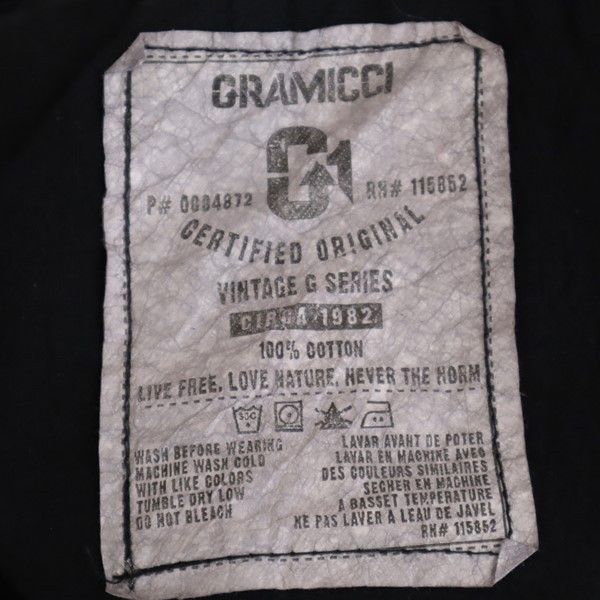 GRAMICCI
P# 0004872 RN# 115852
CERTIFIED ORIGINAL
VINTAGE G SERIES
CIRCA 1982
100% COTTON
LIVE FREE. LOVE NATURE. NEVER THE NORM
WASH BEFORE WEARING
MACHINE WASH COLD
WITH LIKE COLORS
TUMBLE DRY LOW
DO NOT BLEACH
LAVAR AVANT DE POTER
LAVAR EN MACHINE AVEC
DES COULEURS SIMILAIRES
SECHER EN MACHINE
A BASSET TEMPERATURE
NE PAS LAVER A LEAU DE JAVEL
RN# 115852